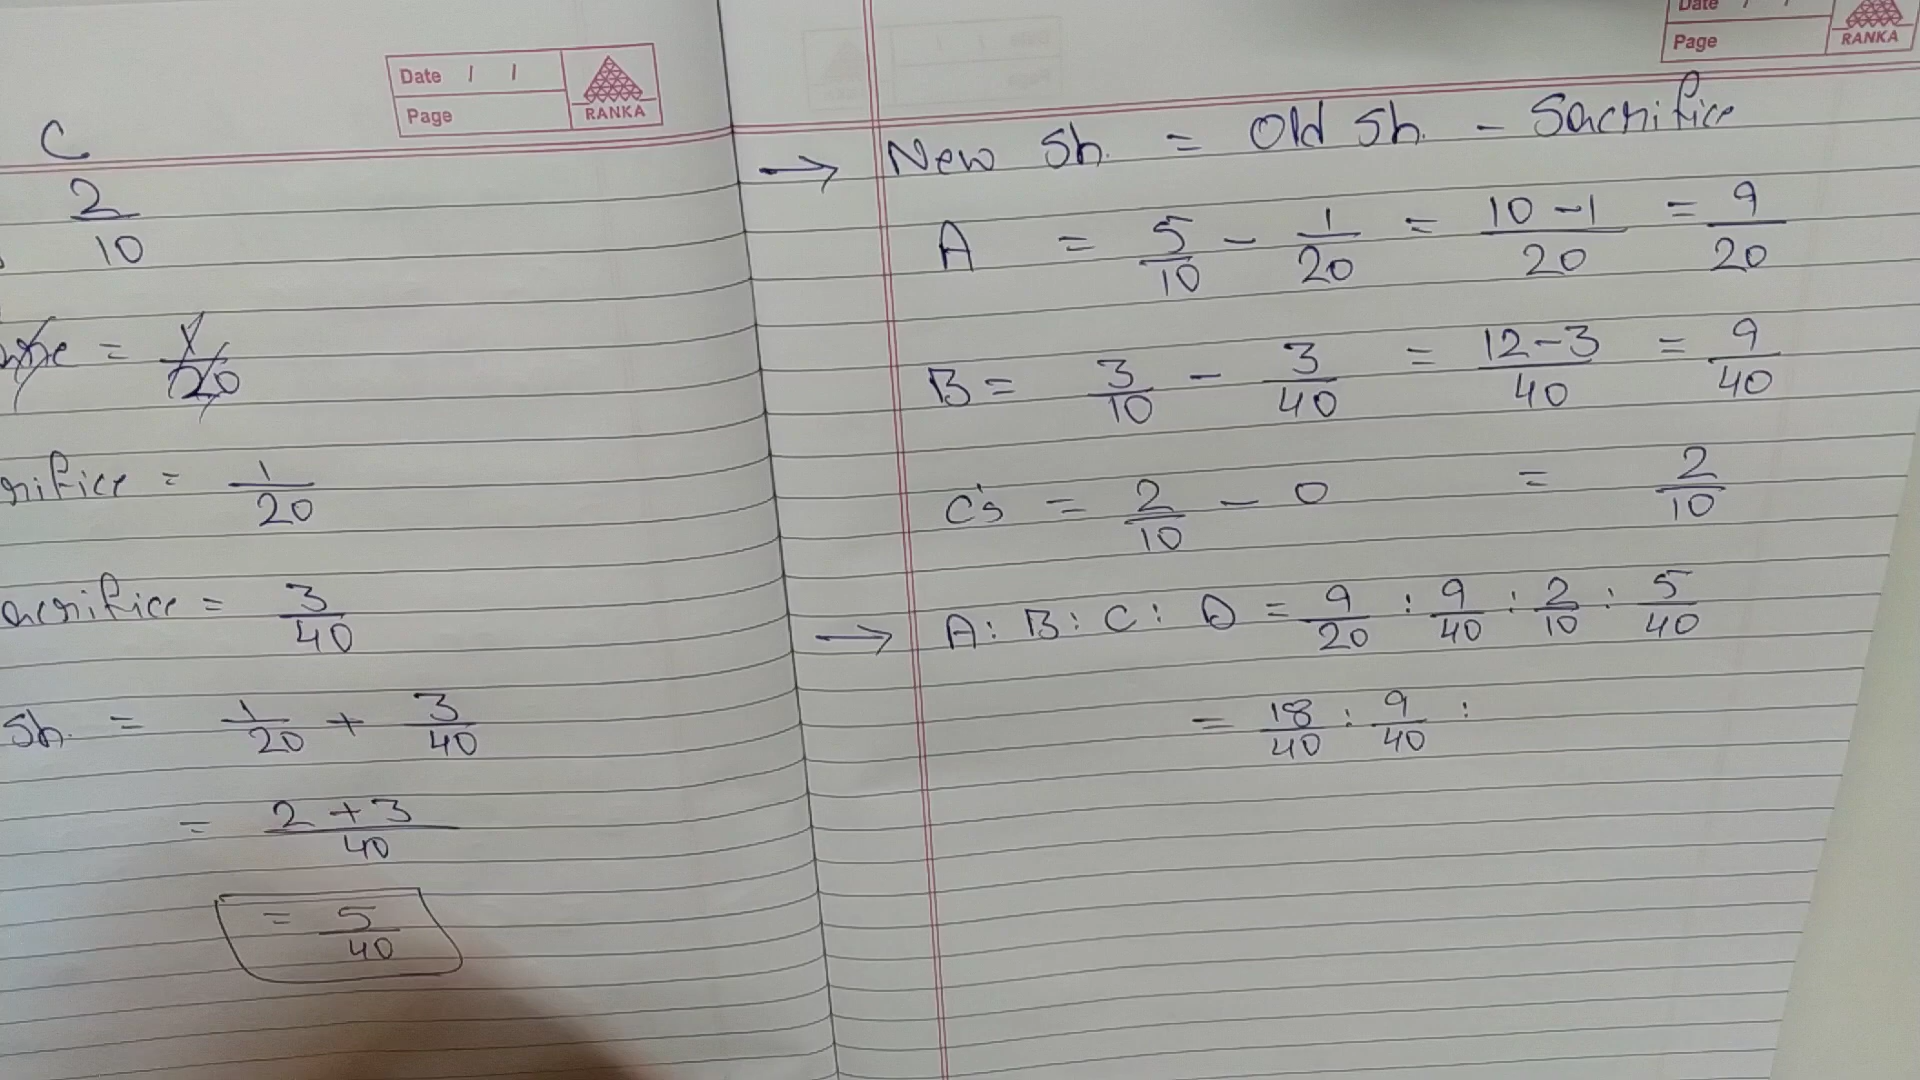 Date / /
Page
RANKA
C
2/10
= 1/20
= 1/20
= 3/40
Sh. = 1/20 + 3/40
= 2+3/40
= 5/40
Date / /
Page
RANKA
→ New Sh. = Old Sh. - Sacrifice
A = 5/10 - 1/20 = 10-1/20 = 9/20
B = 3/10 - 3/40 = 12-3/40 = 9/40
C's = 2/10 - 0 = 2/10
→ A : B : C : D = 9/20 : 9/40 : 2/10 : 5/40
= 18/40 : 9/40 :